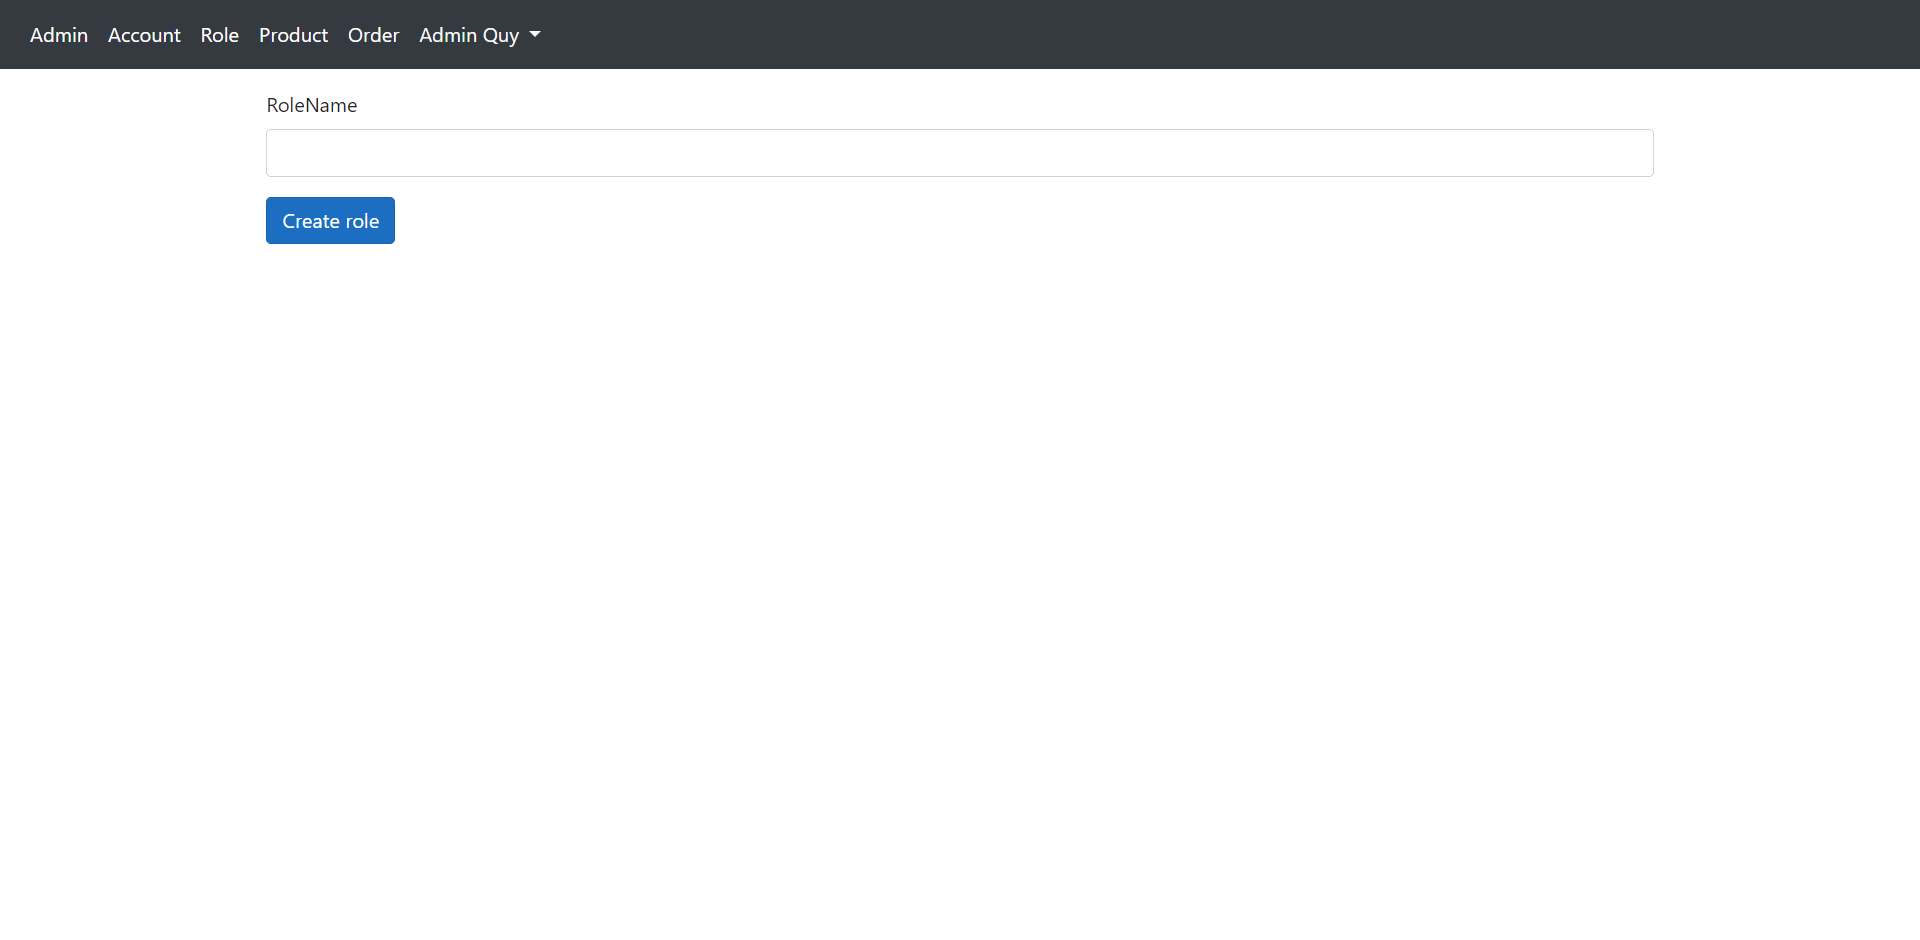 Admin Account Role Product Order Admin Quy
RoleName
Create role